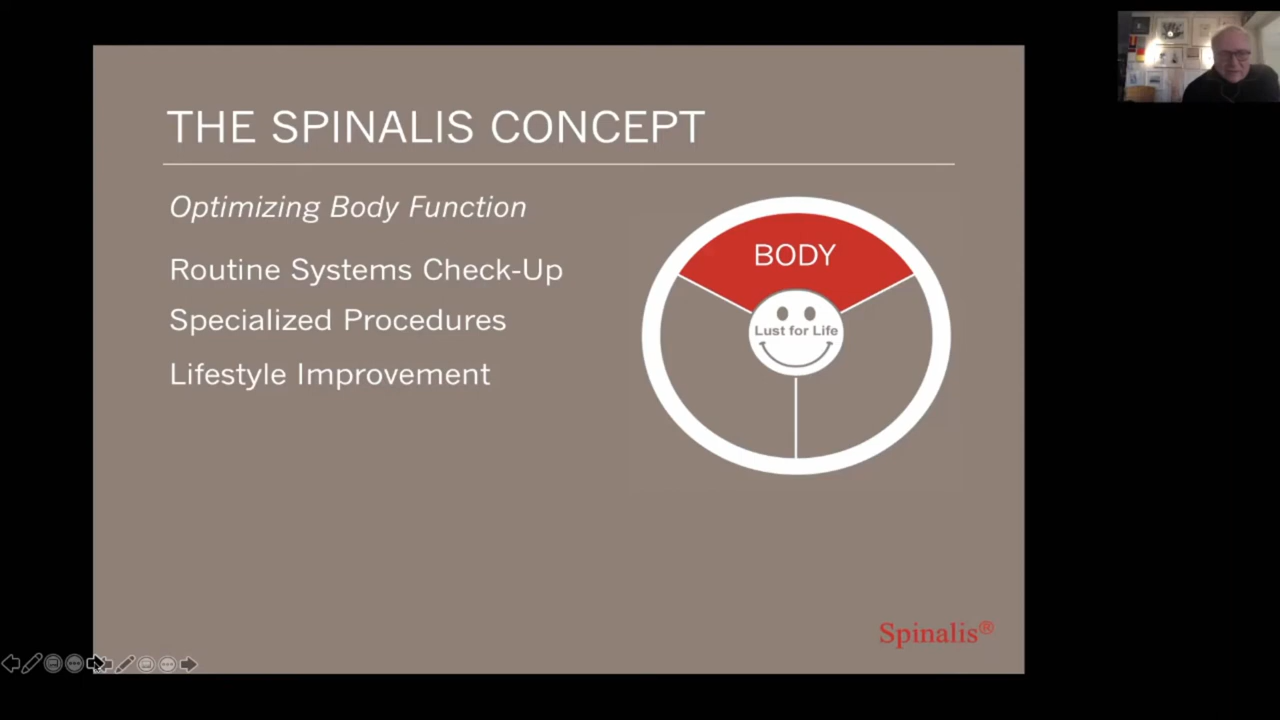 THE SPINALIS CONCEPT
Optimizing Body Function
Routine Systems Check-Up
Specialized Procedures
Lifestyle Improvement
BODY
Lust for Life
Spinalis®